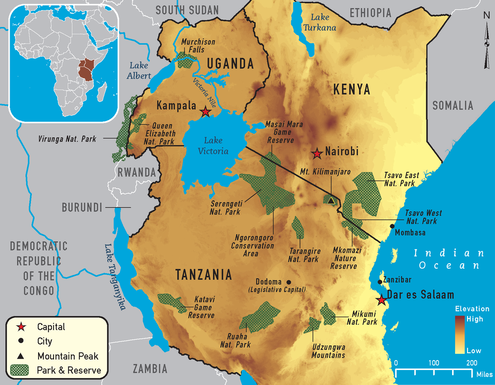 SOUTH SUDAN
ETHIOPIA
Lake
Turkana
N
Murchison
Falls
UGANDA
Lake
Albert
Victoria Nile
KENYA
SOMALIA
Kampala
Queen
Elizabeth
Nat. Park
Virunga Nat. Park
Masai Mara
Game
Reserve
Lake
Victoria
Nairobi
Mt. Kilimanjaro
RWANDA
Tsavo East
Nat. Park
Serengeti
Nat. Park
BURUNDI
Tsavo West
Nat. Park
Mombasa
Ngorongoro
Conservation
Area
Tarangire
Nat. Park
Mkomazi
Nature
Reserve
Indian
Ocean
DEMOCRATIC
REPUBLIC
OF THE
CONGO
Lake Tanganyika
TANZANIA
Dodoma
(Legislative Capital)
Zanzibar
Dar es Salaam
Katavi
Game
Reserve
Mikumi
Nat. Park
Ruaha
Nat. Park
Udzungwa
Mountains
ZAMBIA
Capital
City
Mountain Peak
Park & Reserve
Elevation
High
Low
0 100 200
Miles